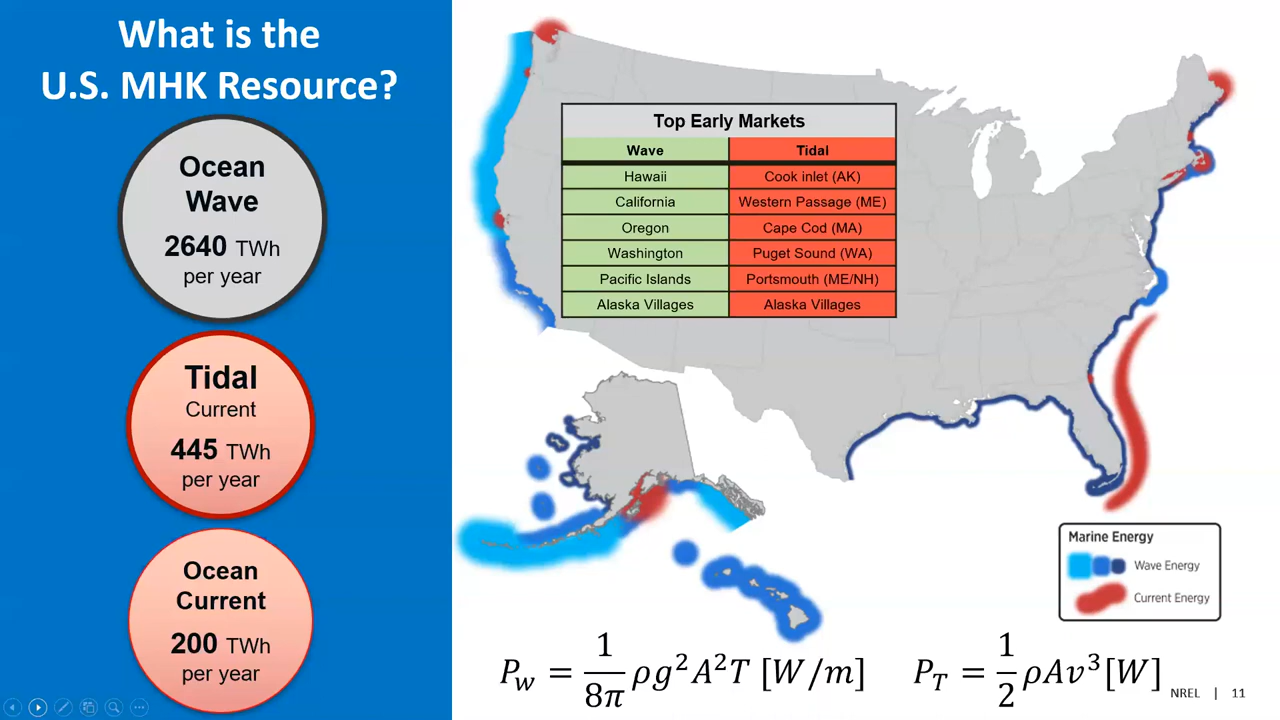 What is the
U.S. MHK Resource?
Ocean
Wave
2640 TWh
per year
Tidal
Current
445 TWh
per year
Ocean
Current
200 TWh
per year
Top Early Markets
Wave Tidal
Hawaii Cook inlet (AK)
California Western Passage (ME)
Oregon Cape Cod (MA)
Washington Puget Sound (WA)
Pacific Islands Portsmouth (ME/NH)
Alaska Villages Alaska Villages
Marine Energy
Wave Energy
Current Energy
P_w = \frac{1}{8π} ρg²A²T [W/m]
P_T = \frac{1}{2} ρAv³[W]
NREL | 11